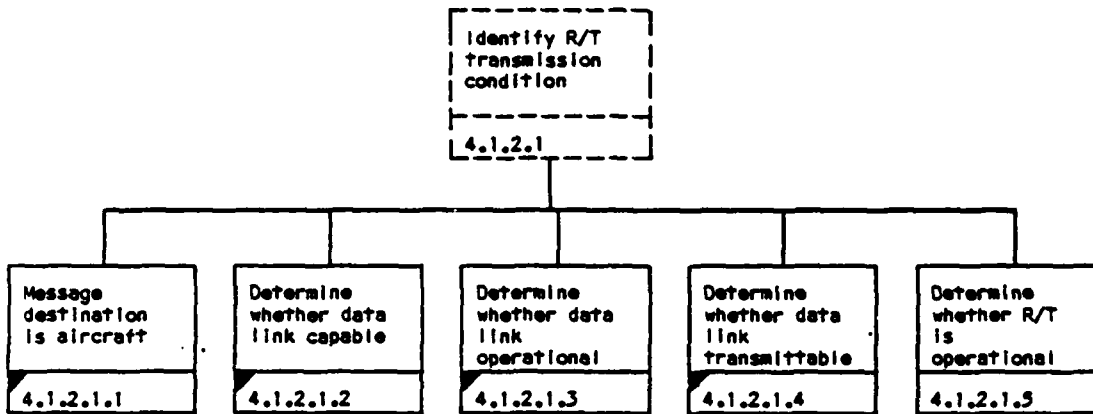 Identify R/T
transmission
condition
4.1.2.1
Message
destination
is aircraft
4.1.2.1.1
Determine
whether data
link capable
4.1.2.1.2
Determine
whether data
link
operational
4.1.2.1.3
Determine
whether data
link
transmittable
4.1.2.1.4
Determine
whether R/T
is
operational
4.1.2.1.5